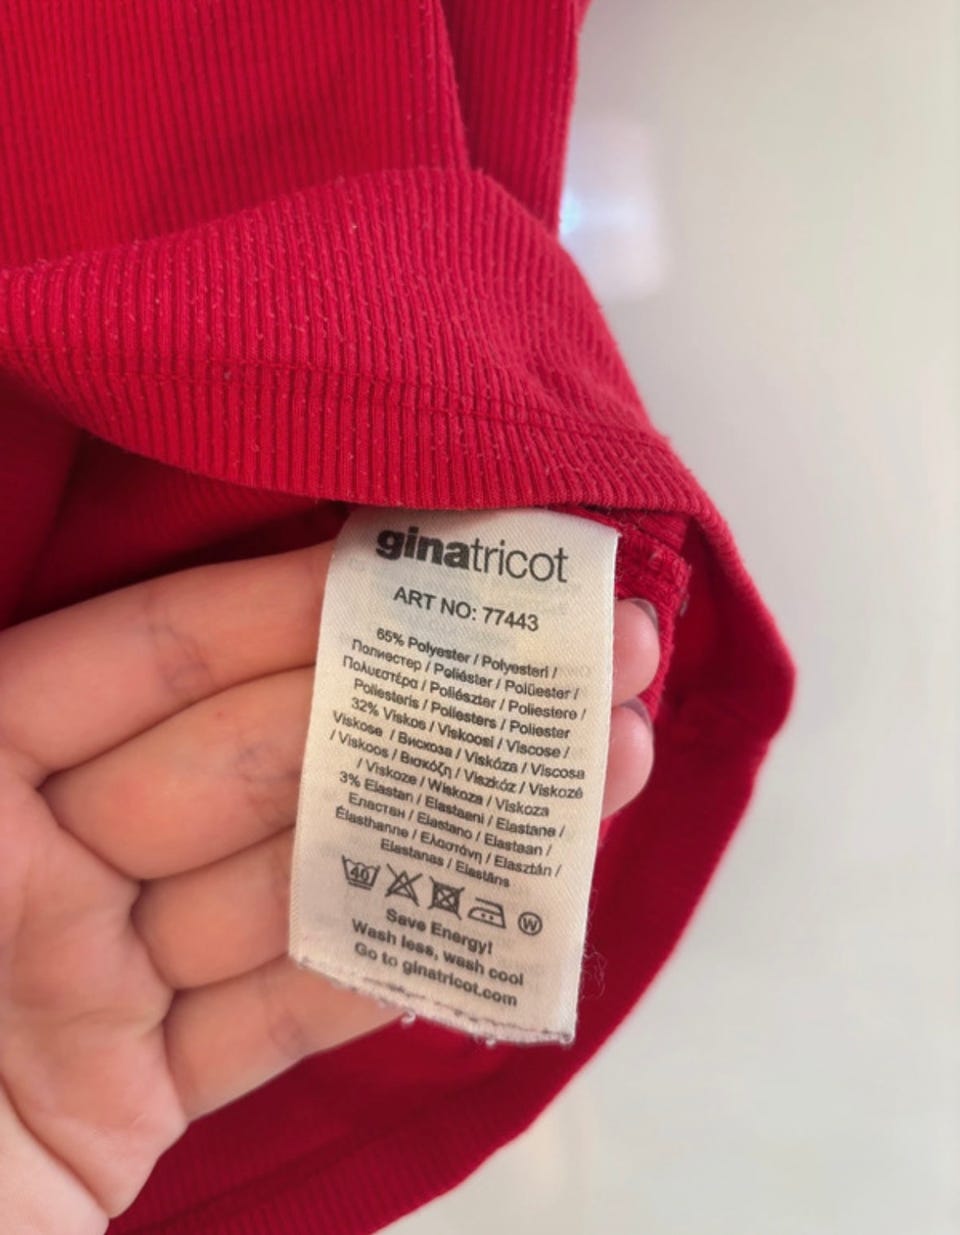 ginatricot
ART NO: 77443
65% Polyester / Polyesteri /
Полиестер / Poliéster / Polüester /
Πολυεστέρα / Poliészter / Poliestere /
Poliesteris / Poliesters / Poliester
32% Viskos / Viskoosi / Viscose /
Viskose / Вискоза / Viskóza / Viscosa
/ Viskoos / Βισκόζη / Viszkóz / Viskozė
/ Viskoze / Wiskoza / Viskoza
3% Elastan / Elastaani / Elastane /
Еластан / Elastano / Elastaan /
Élasthanne / Ελαστάνη / Elasztán /
Elastanas / Elastāns
40 W
Save Energy!
Wash less, wash cool
Go to ginatricot.com